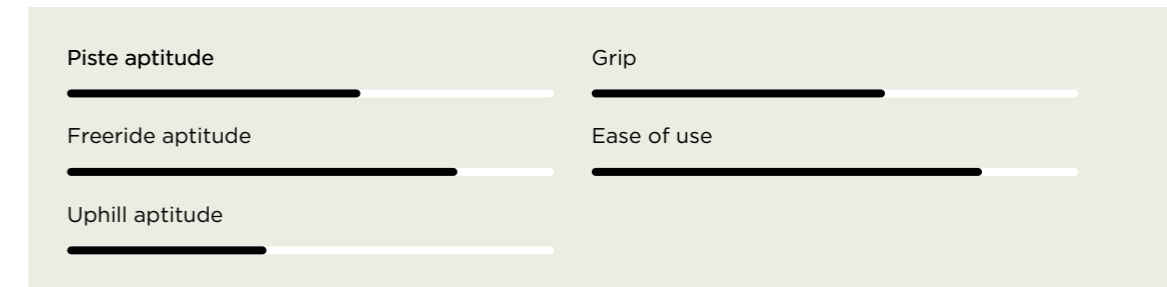 Piste aptitude
Grip
Freeride aptitude
Ease of use
Uphill aptitude